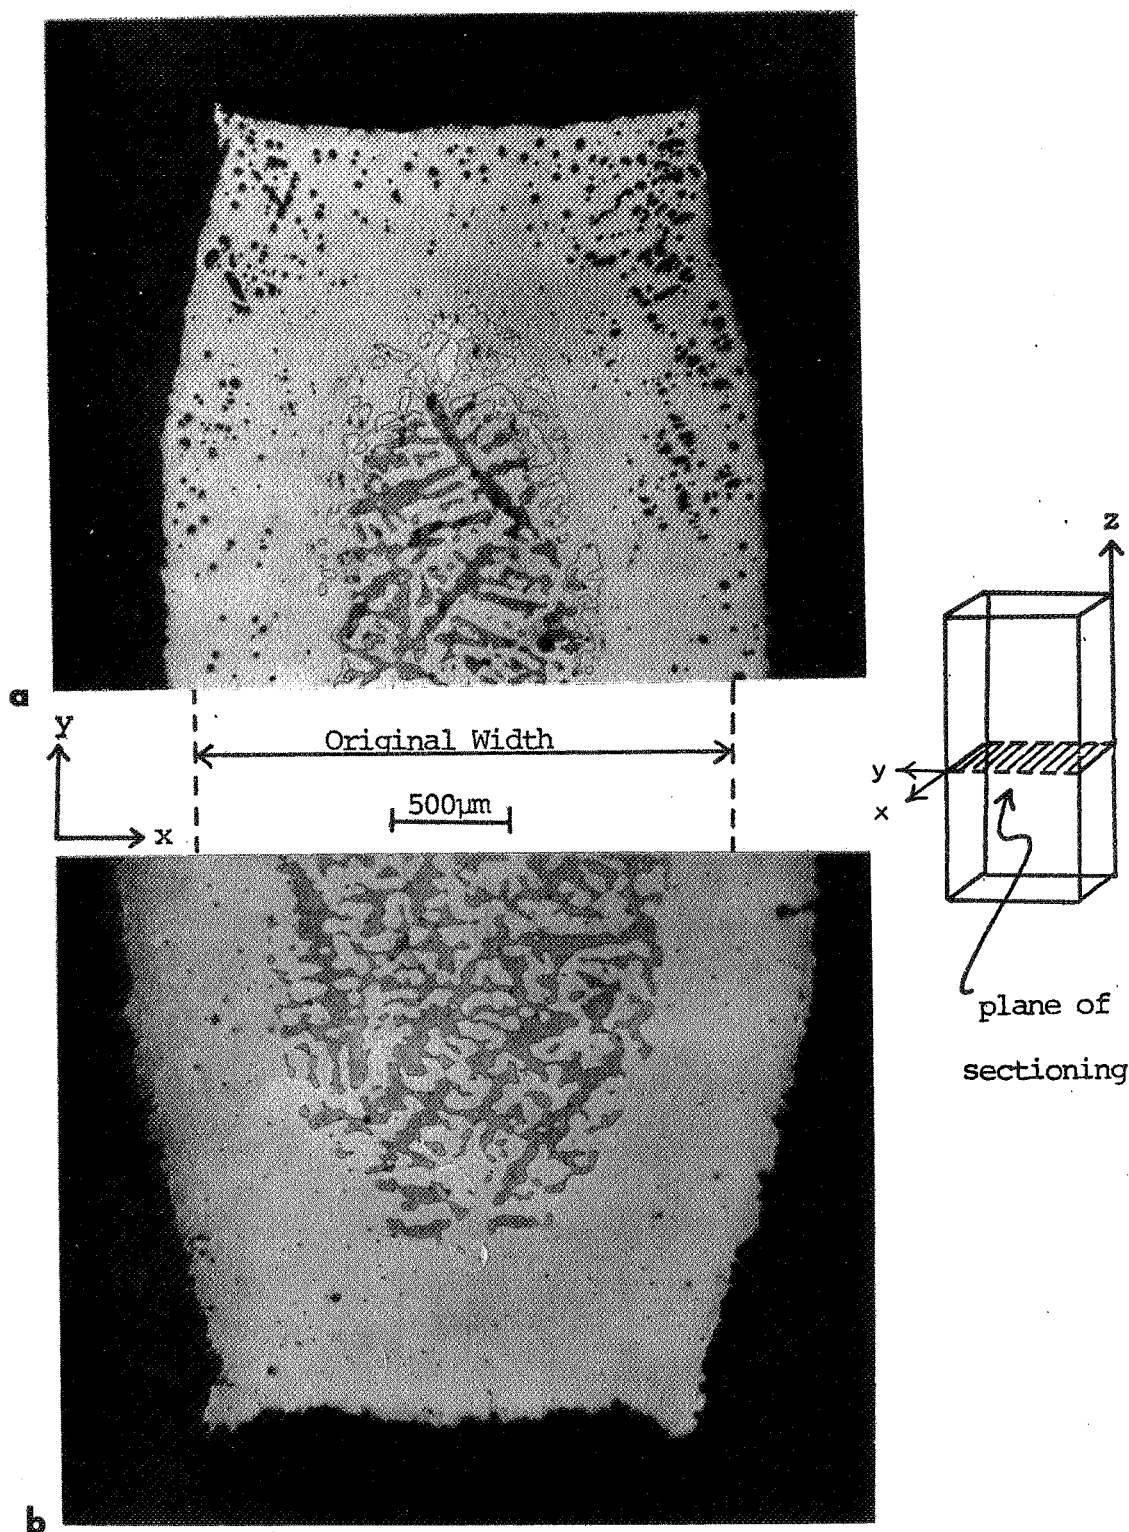 z
a
y
Original Width
500µm
x
y
x
plane of
sectioning
b